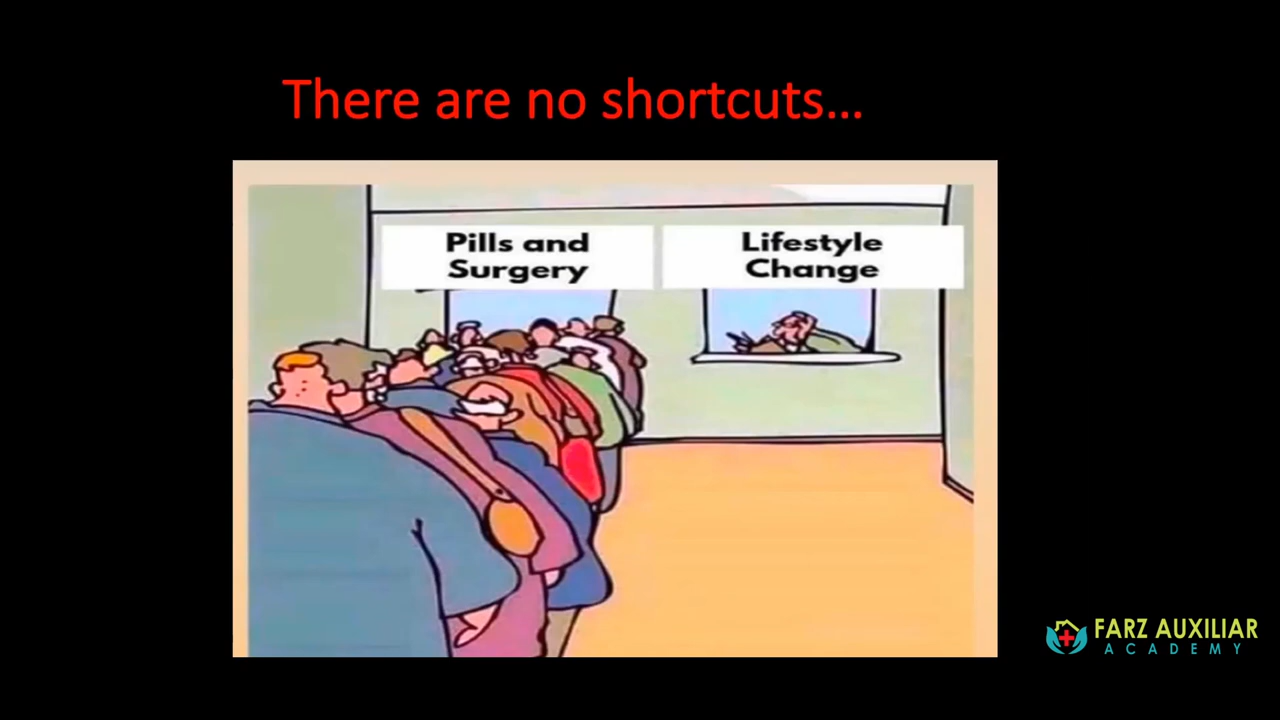 There are no shortcuts...
Pills and
Surgery
Lifestyle
Change
FARZ AUXILIAR
ACADEMY